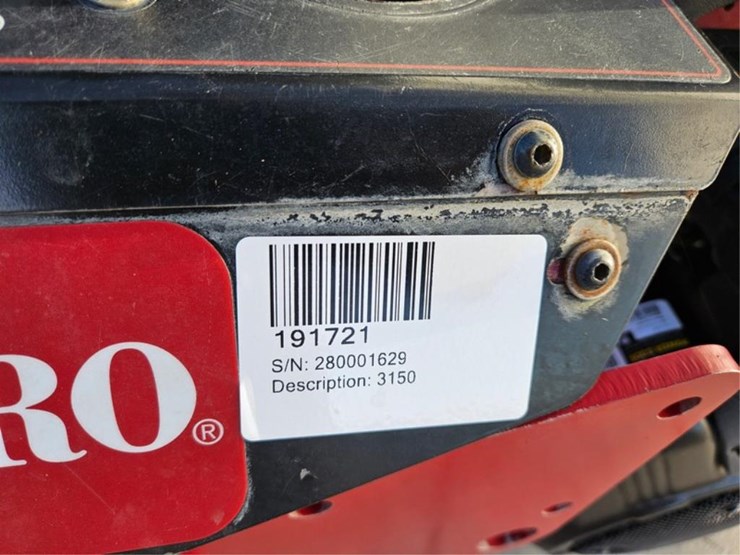 RO®
191721
S/N: 280001629
Description: 3150